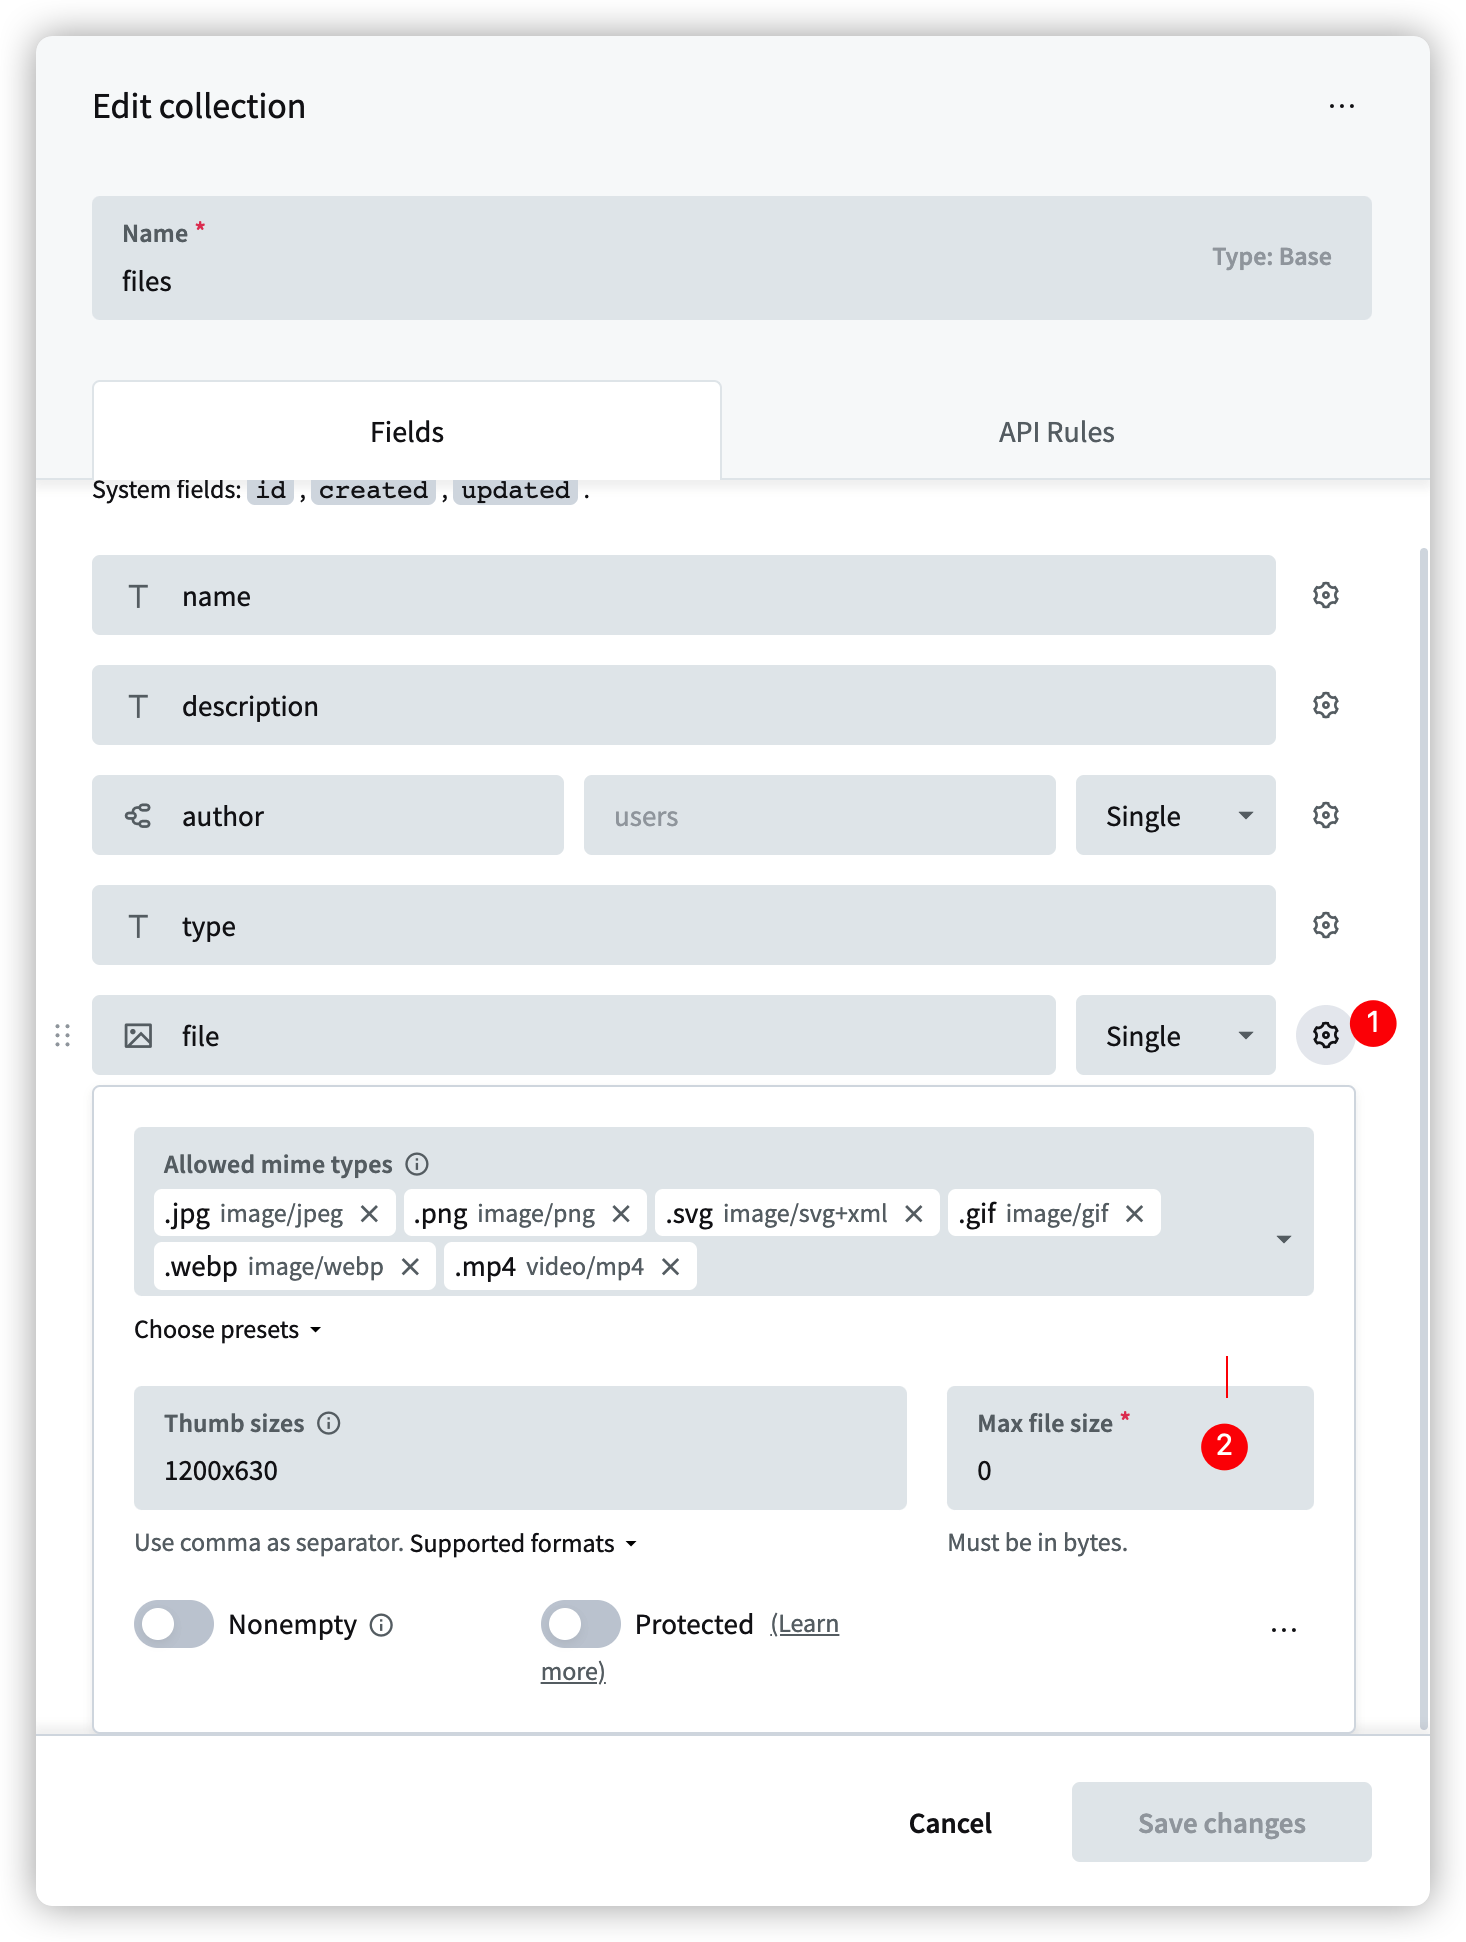 Edit collection
...
Name *
files
Type: Base
Fields
API Rules
System fields: id , created , updated .
name
description
author
users
Single
type
file
Single
1
Allowed mime types
.jpg image/jpeg .png image/png .svg image/svg+xml .gif image/gif
.webp image/webp .mp4 video/mp4
Choose presets
Thumb sizes
1200x630
Max file size *
0
2
Use comma as separator. Supported formats
Must be in bytes.
Nonempty
Protected (Learn
more)
...
Cancel
Save changes